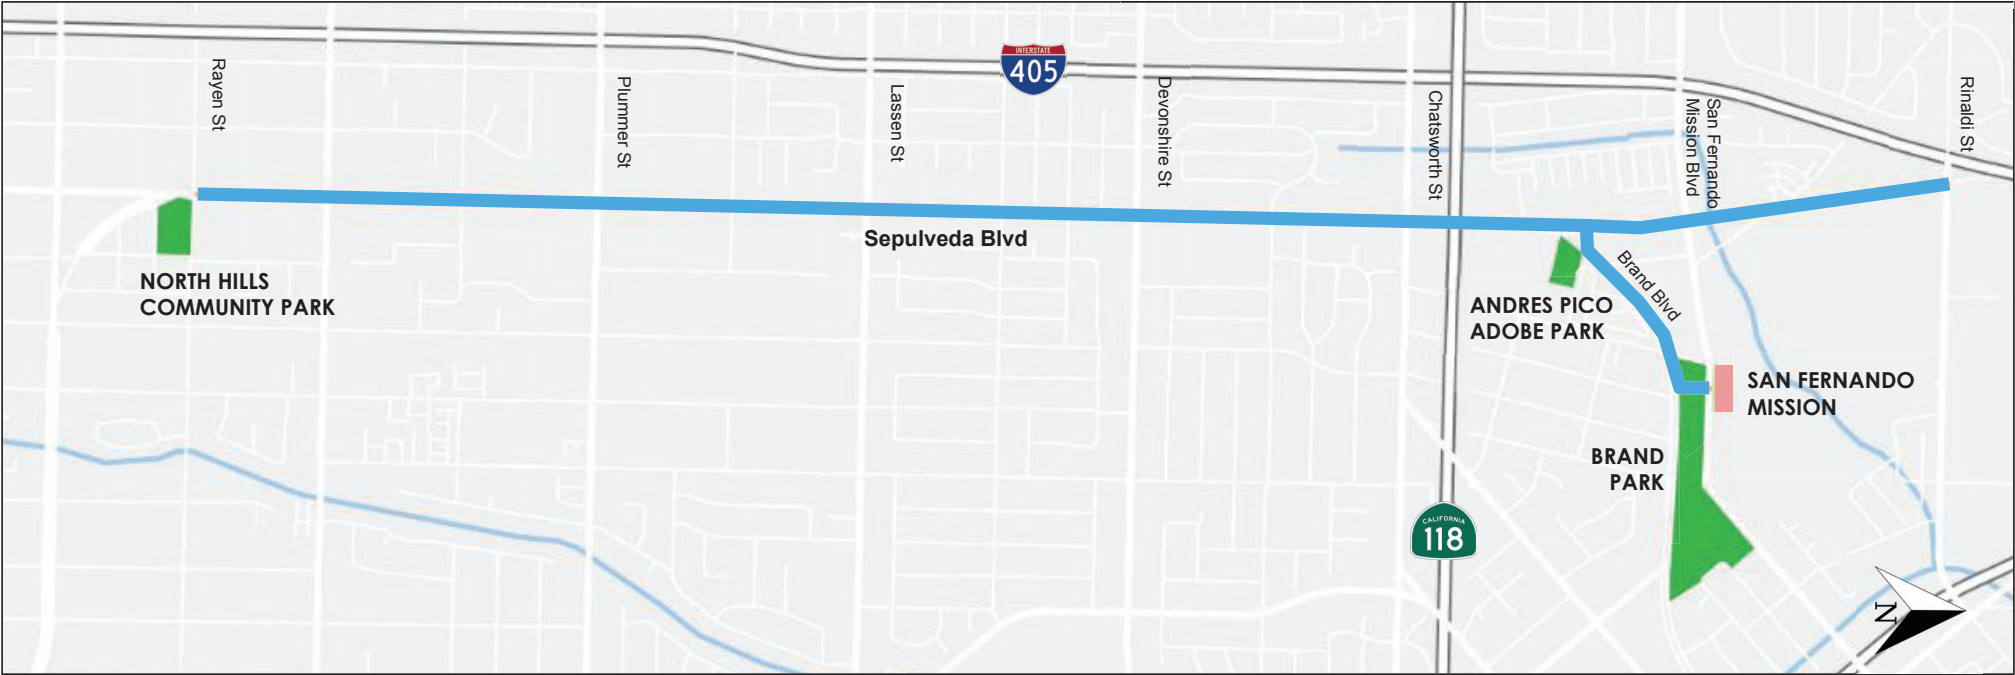 INTERSTATE
405
Rayen St
Plummer St
Lassen St
Devonshire St
Chatsworth St
San Fernando
Mission Blvd
Rinaldi St
Sepulveda Blvd
Brand Blvd
NORTH HILLS
COMMUNITY PARK
ANDRES PICO
ADOBE PARK
SAN FERNANDO
MISSION
BRAND
PARK
CALIFORNIA
118
N